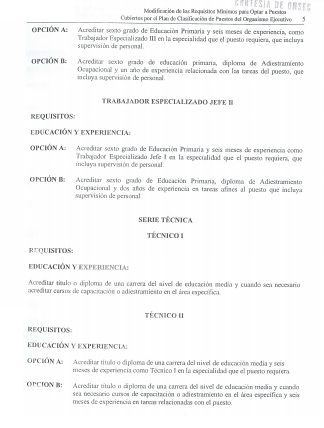 CORTESIA DE ONSEC
Modificación de los Requisitos Mínimos para Optar a Puestos
Cubiertos por el Plan de Clasificación de Puestos del Organismo Ejecutivo 5
OPCIÓN A: Acreditar sexto grado de Educación Primaria y seis meses de experiencia, como
Trabajador Especializado III en la especialidad que el puesto requiera, que incluya
supervisión de personal.
OPCIÓN B: Acreditar sexto grado de Educación Primaria, diploma de Adiestramiento
Ocupacional y un año de experiencia relacionada con las tareas del puesto, que
incluya supervisión de personal.
TRABAJADOR ESPECIALIZADO JEFE II
REQUISITOS:
EDUCACIÓN Y EXPERIENCIA:
OPCIÓN A: Acreditar sexto grado de Educación Primaria y seis meses de experiencia como
Trabajador Especializado Jefe I en la especialidad que el puesto requiera, que
incluya supervisión de personal.
OPCIÓN B: Acreditar sexto grado de Educación Primaria, diploma de Adiestramiento
Ocupacional y dos años de experiencia en tareas afines al puesto que incluya
supervisión de personal.
SERIE TÉCNICA
TÉCNICO I
REQUISITOS:
EDUCACIÓN Y EXPERIENCIA:
Acreditar título o diploma de una carrera del nivel de educación media y cuando sea necesario
acreditar cursos de capacitación o adiestramiento en el área específica.
TÉCNICO II
REQUISITOS:
EDUCACIÓN Y EXPERIENCIA:
OPCIÓN A: Acreditar título o diploma de una carrera del nivel de educación media y seis
meses de experiencia como Técnico I en la especialidad que el puesto requiera.
OPCIÓN B: Acreditar título o diploma de una carrera del nivel de educación media y cuando
sea necesario cursos de capacitación o adiestramiento en el área específica y seis
meses de experiencia en tareas relacionadas con el puesto.